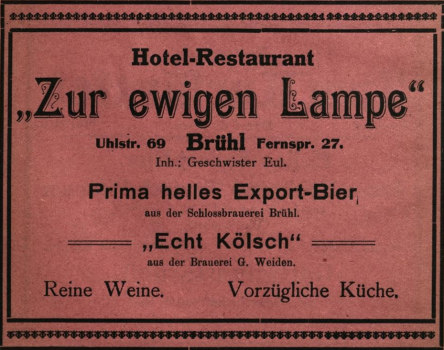 Hotel-Restaurant
„Zur ewigen Lampe“
Uhlstr. 69 Brühl Fernspr. 27.
Inh.: Geschwister Eul.
Prima helles Export-Bier
aus der Schlossbrauerei Brühl.
„Echt Kölsch“
aus der Brauerei G. Weiden.
Reine Weine. Vorzügliche Küche.